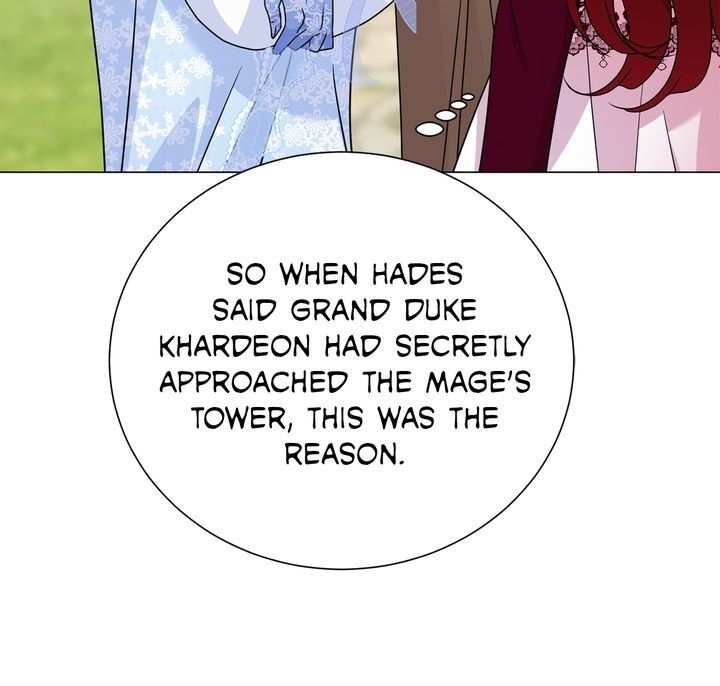 SO WHEN HADES
SAID GRAND DUKE
KHARDEON HAD SECRETLY
APPROACHED THE MAGE'S
TOWER, THIS WAS THE
REASON.